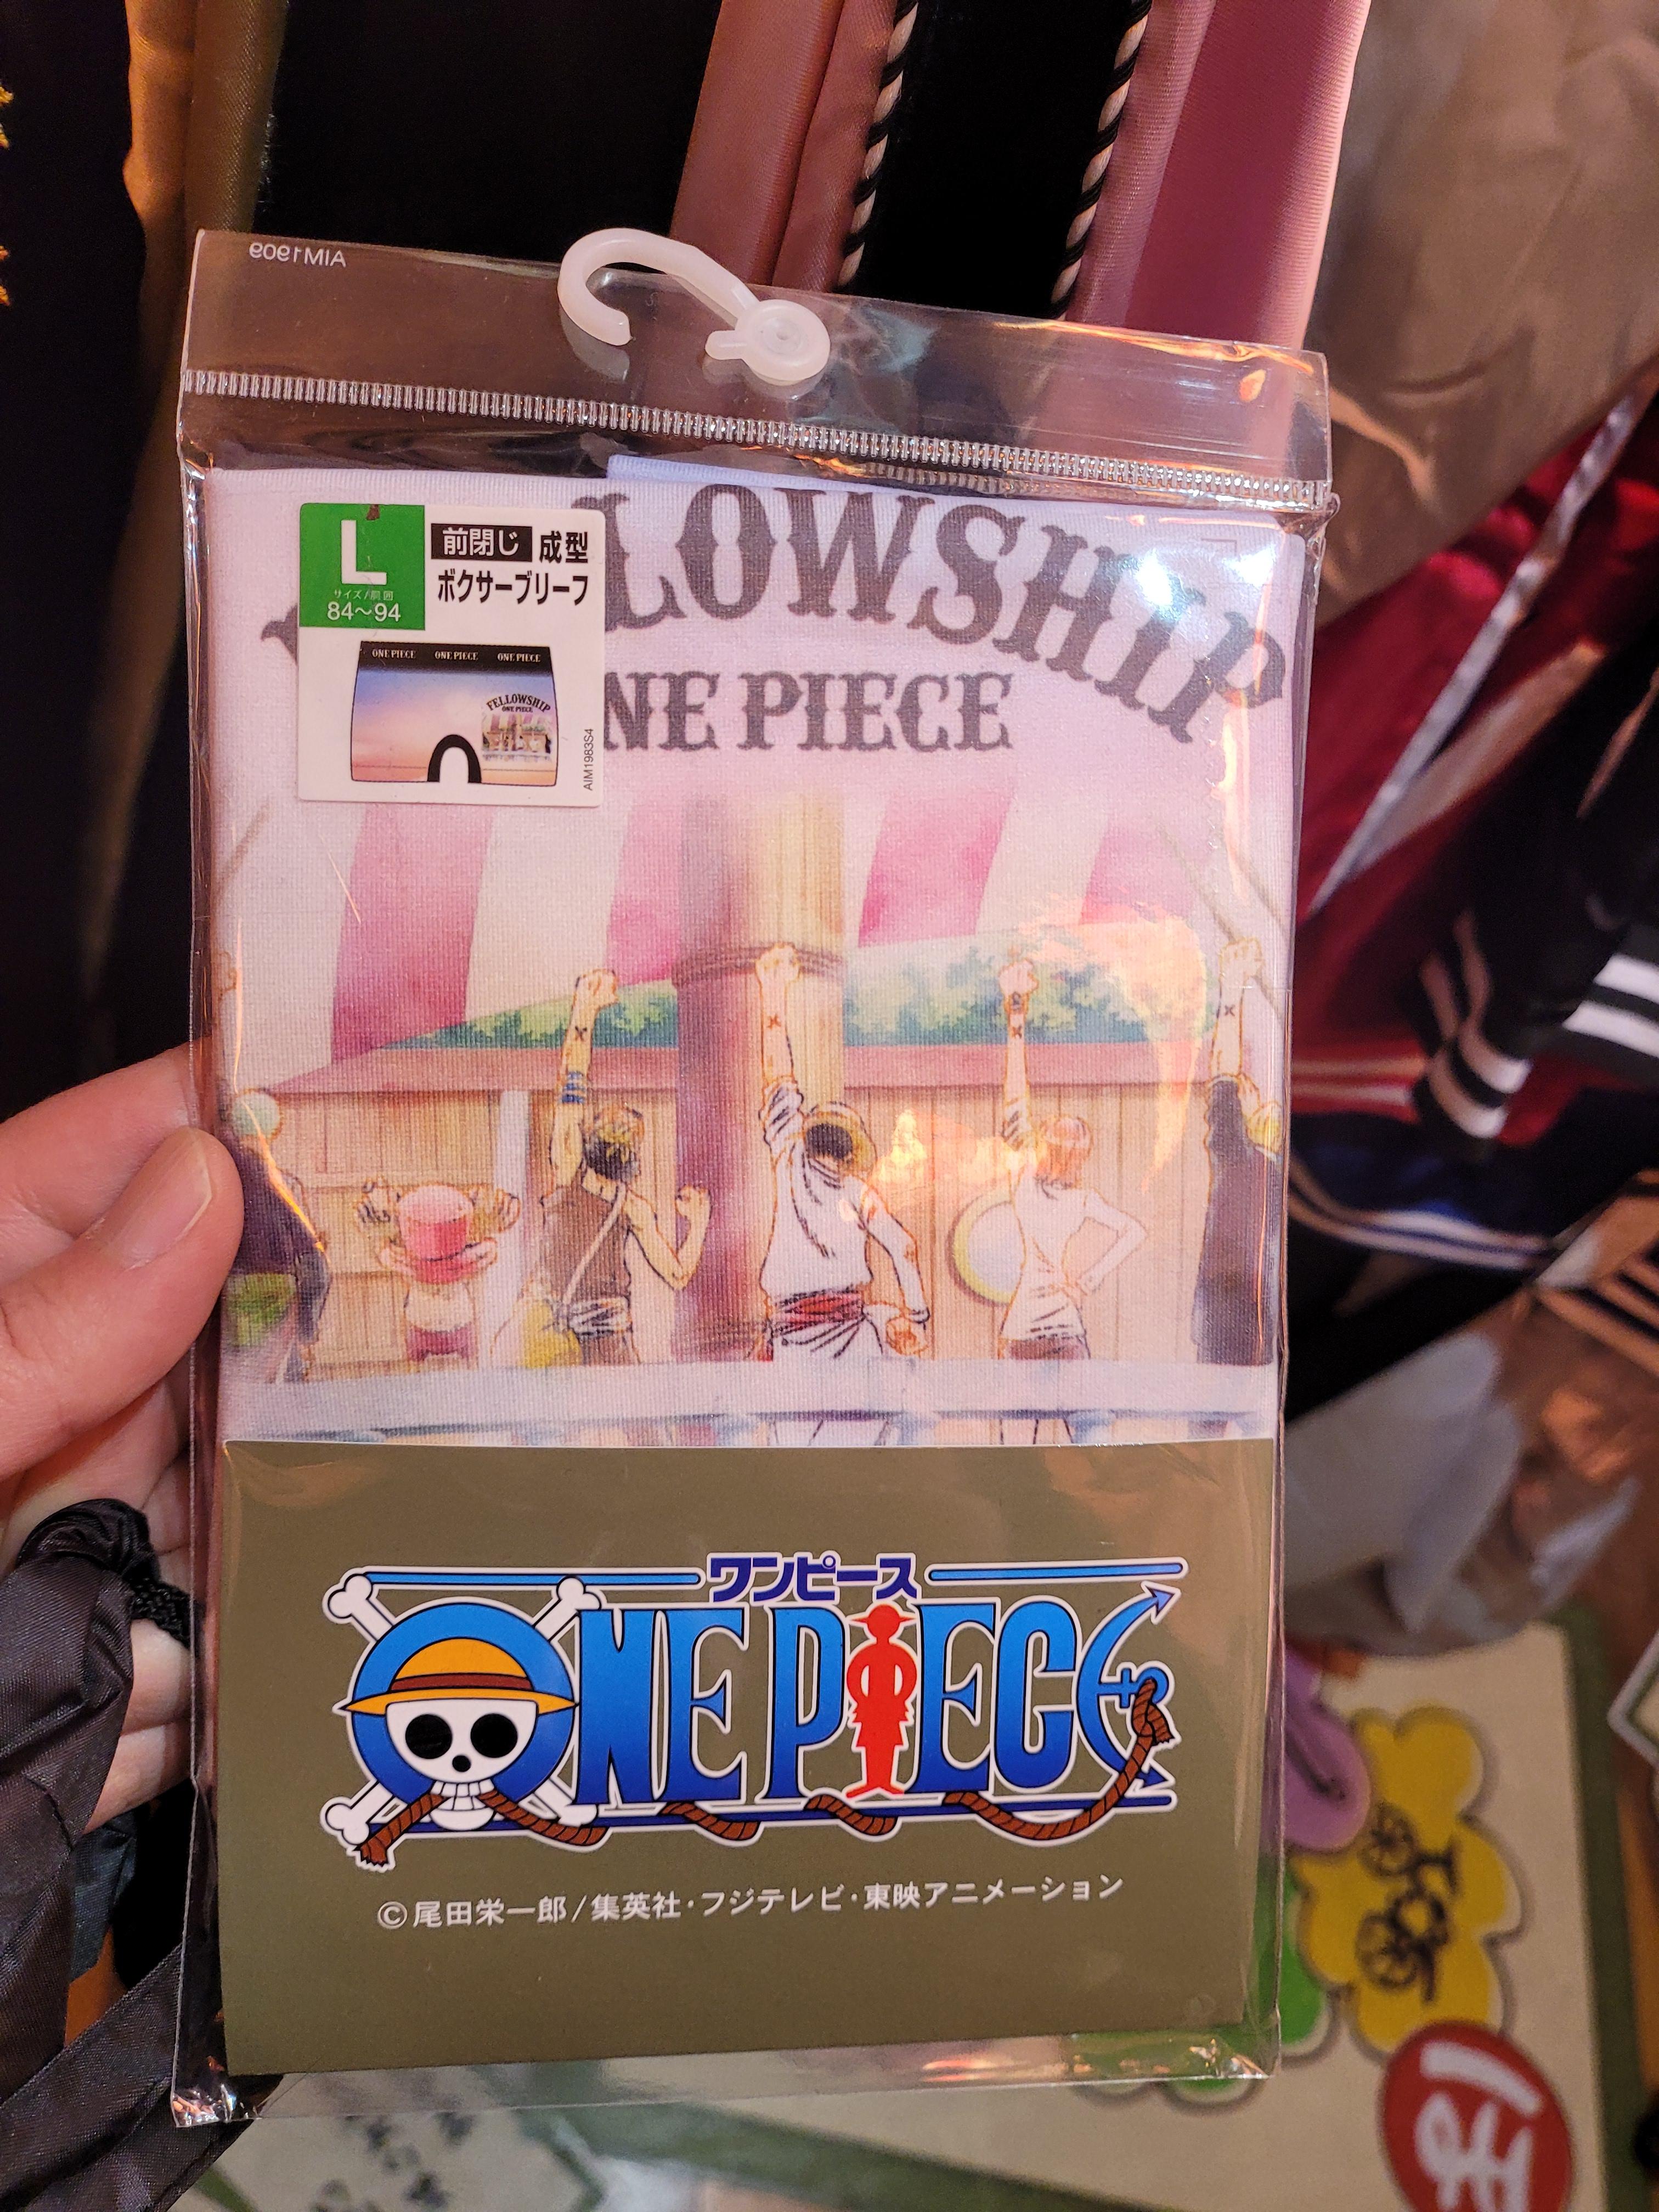 AIM1909
FELLOWSHIP
ONE PIECE
L
サイズ/胴囲
84～94
前閉じ 成型
ボクサーブリーフ
ONE PIECE ONE PIECE ONE PIECE
FELLOWSHIP
ONE PIECE
AIM1983S4
ワンピース
ONE PIECE
©尾田栄一郎/集英社・フジテレビ・東映アニメーション